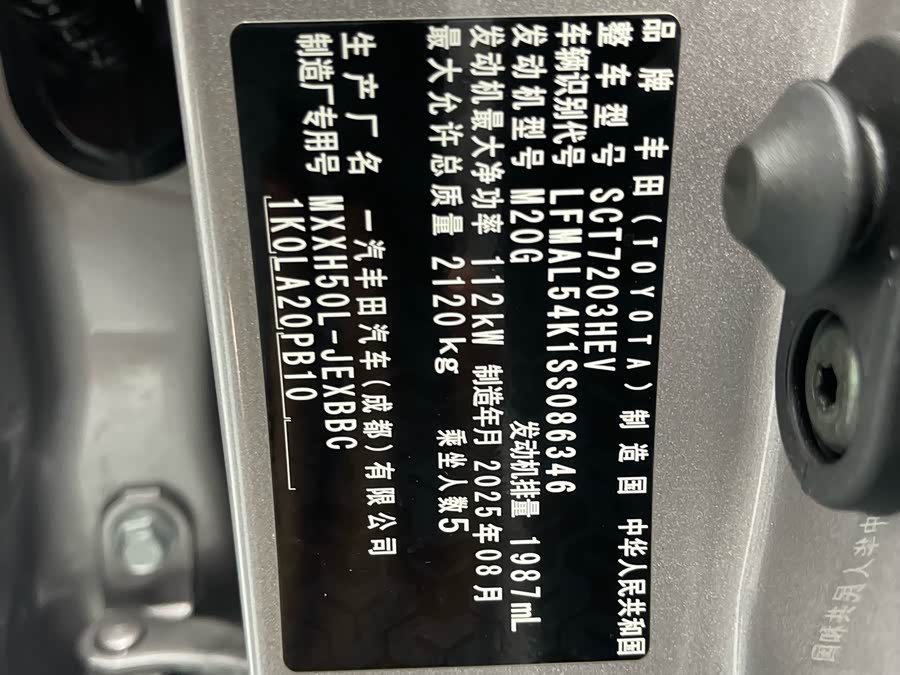 品牌 丰田(TOYOTA) 制造国 中华人民共和国
整车型号 SCT7203HEV
车辆识别代号 LFMAL54K1SS086346
发动机型号 M20G 发动机排量 1987mL
发动机最大净功率 112kW 制造年月 2025年08月
最大允许总质量 2120kg 乘坐人数5
生产厂名 一汽丰田汽车(成都)有限公司
制造厂专用号 MXXH50L-JEXBBC
1K0LA20PB10